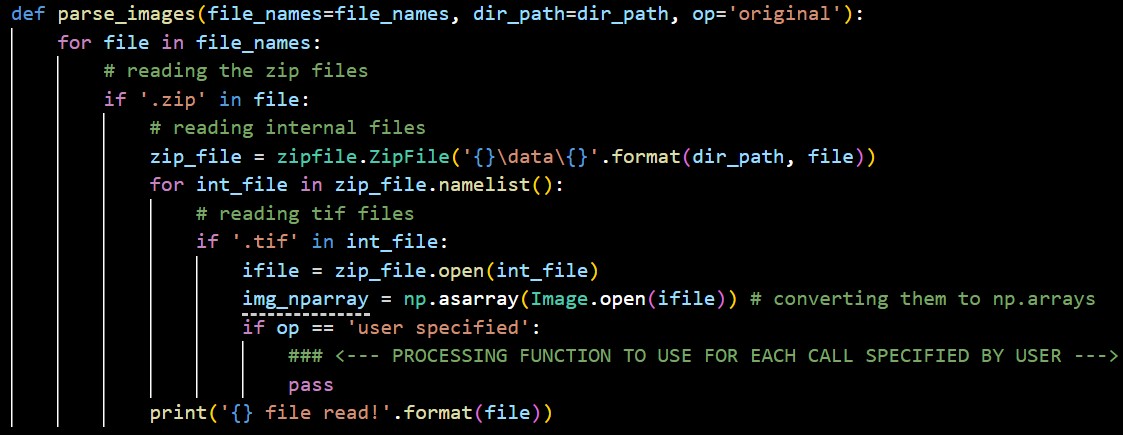 def parse_images(file_names=file_names, dir_path=dir_path, op='original'):
    for file in file_names:
        # reading the zip files
        if '.zip' in file:
            # reading internal files
            zip_file = zipfile.ZipFile('{}\data\{}'.format(dir_path, file))
            for int_file in zip_file.namelist():
                # reading tif files
                if '.tif' in int_file:
                    ifile = zip_file.open(int_file)
                    img_nparray = np.asarray(Image.open(ifile)) # converting them to np.arrays
                    if op == 'user specified':
                        ### <--- PROCESSING FUNCTION TO USE FOR EACH CALL SPECIFIED BY USER --->
                        pass
            print('{} file read!'.format(file))